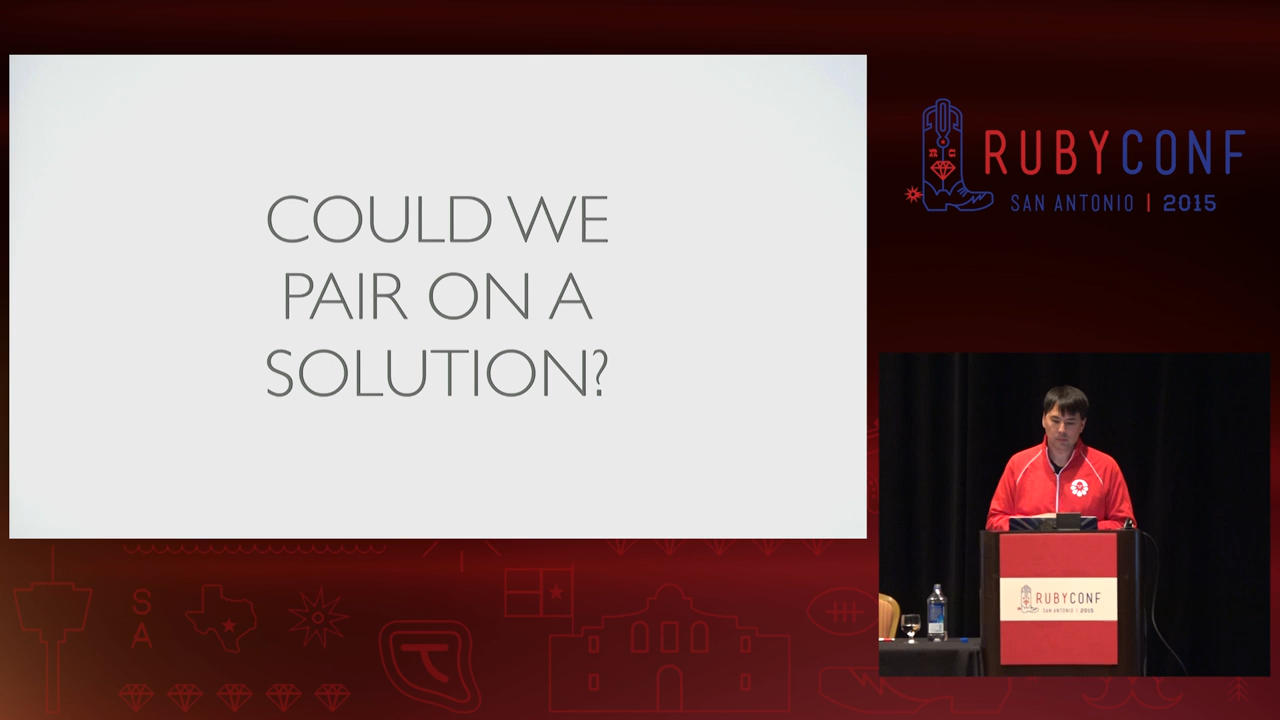 COULD WE
PAIR ON A
SOLUTION?
RUBYCONF
SAN ANTONIO | 2015
RUBYCONF
SAN ANTONIO | 2015
S
A